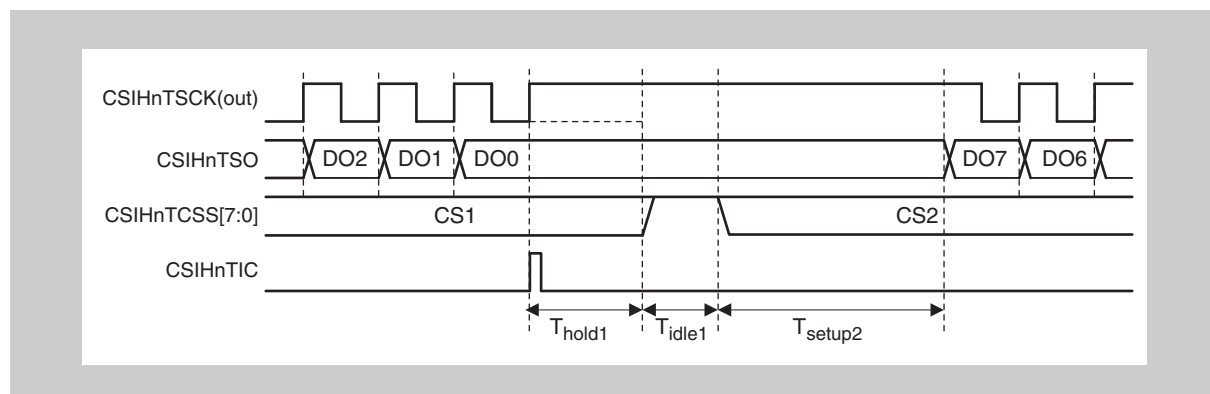 CSIHnTSCK(out)
CSIHnTSO
DO2 DO1 DO0 DO7 DO6
CSIHnTCSS[7:0]
CS1 CS2
CSIHnTIC
Thold1 Tidle1 Tsetup2